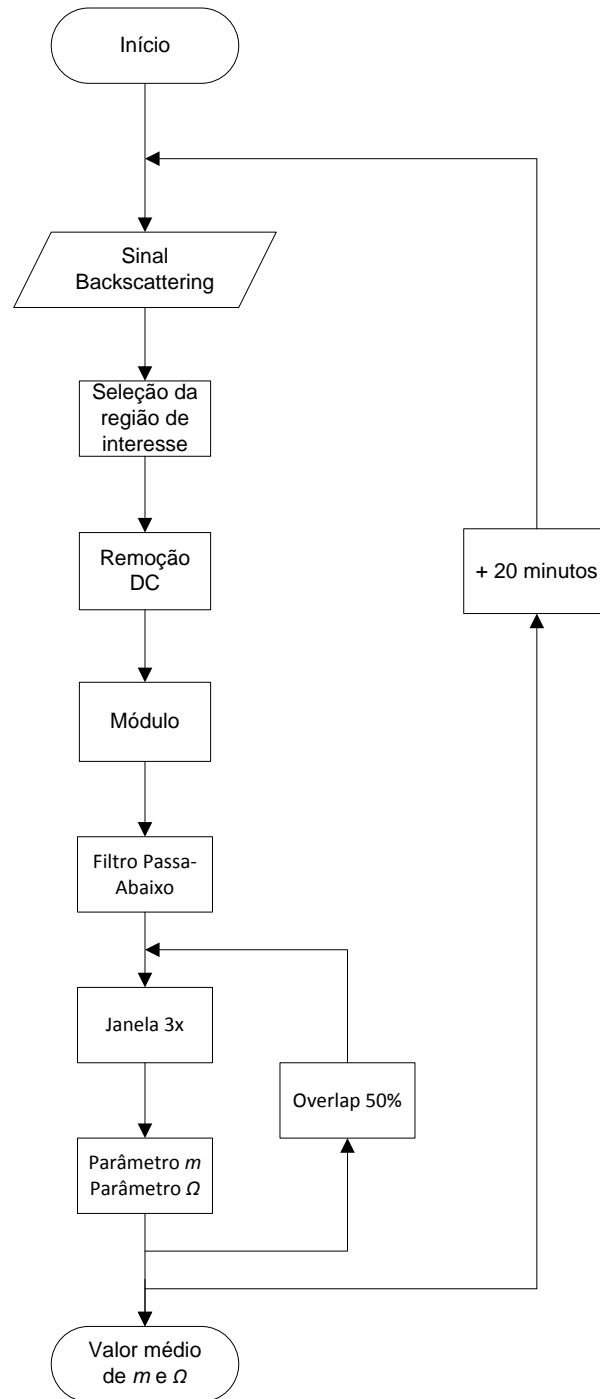 Início
Sinal
Backscattering
Seleção da
região de
interesse
Remoção
DC
+ 20 minutos
Módulo
Filtro Passa-
Abaixo
Janela 3x
Overlap 50%
Parâmetro m
Parâmetro Ω
Valor médio
de m e Ω